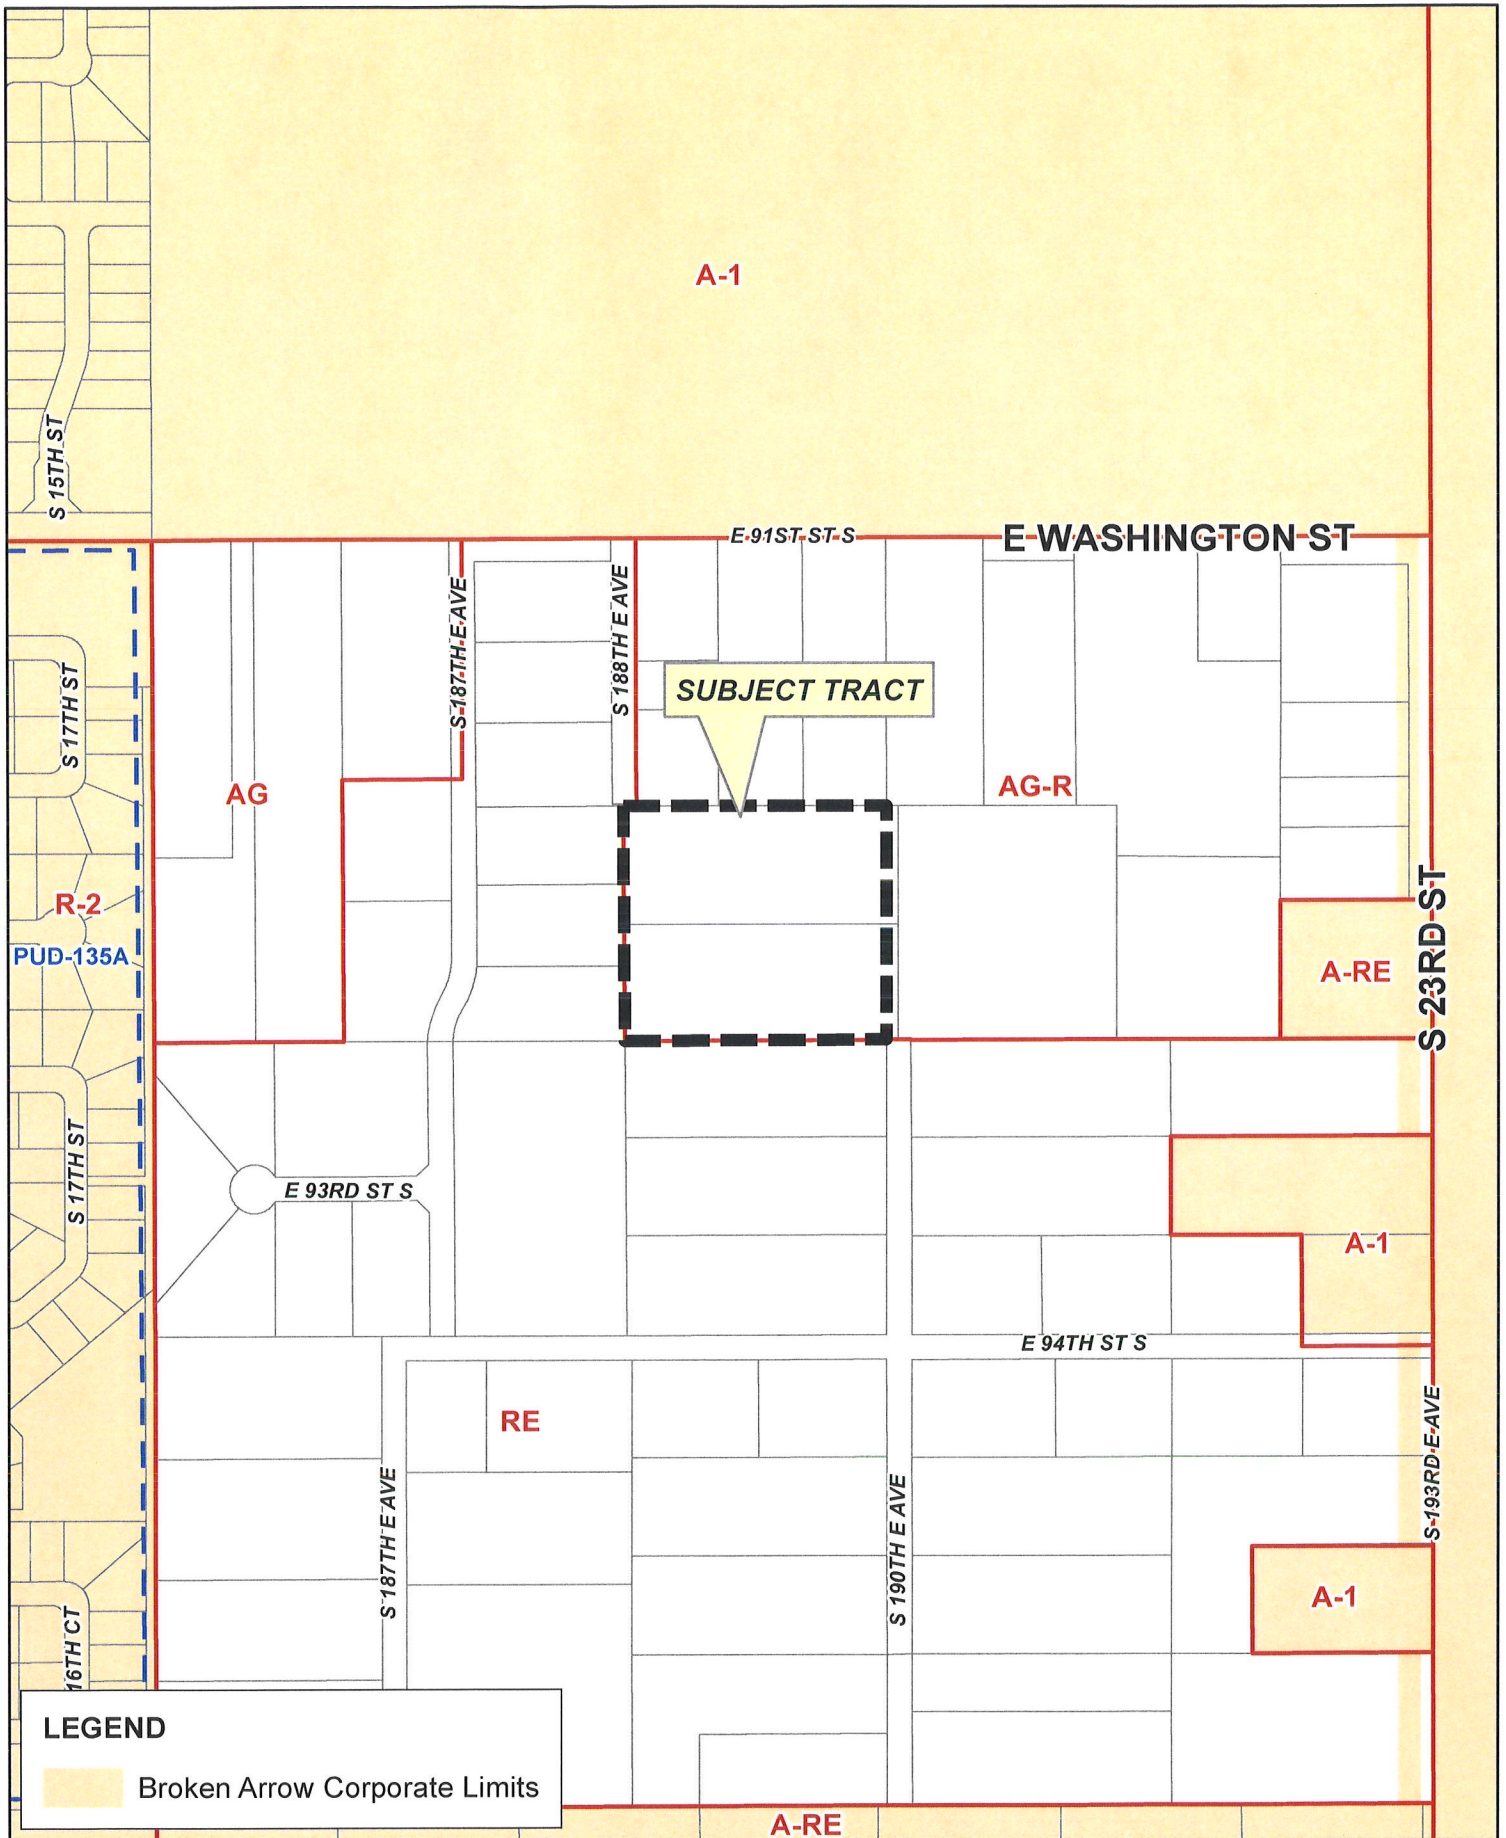 A-1
S 15TH ST
E 91ST ST S
E WASHINGTON ST
S 187TH E AVE
S 188TH E AVE
S 17TH ST
SUBJECT TRACT
AG
AG-R
R-2
PUD-135A
A-RE
S 23RD ST
S 17TH ST
E 93RD ST S
A-1
E 94TH ST S
RE
S 193RD E AVE
S 187TH E AVE
S 190TH E AVE
A-1
16TH CT
LEGEND
Broken Arrow Corporate Limits
A-RE